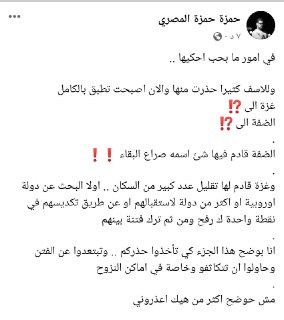 حمزة حمزة المصري
٧ د ·
في امور ما بحب احكيها ..
وللاسف كثيرا حذرت منها والان اصبحت تطبق بالكامل
غزة الى ⁉️
الضفة الى ⁉️
.
الضفة قادم فيها شئ اسمه صراع البقاء ❗❗
.
وغزة قادم لها تقليل عدد كبير من السكان .. اولا البحث عن دولة
اوروبية او اكثر من دولة لاستقبالهم او عن طريق تكديسهم في
نقطة واحدة ك رفح ومن ثم ترك فتنة بينهم
.
انا بوضح هذا الجزء كي تأخذوا حذركم .. وتبتعدوا عن الفتن
وحاولوا ان تتكاثفو وخاصة في اماكن النزوح
مش حوضح اكثر من هيك اعذروني